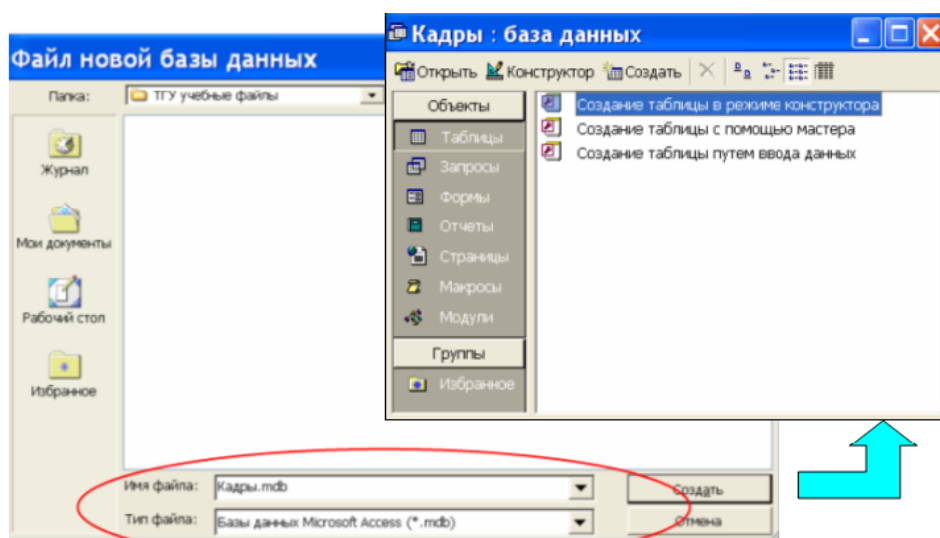 Файл новой базы данных
Папка:
ТГУ учебные файлы
Журнал
Мои документы
Рабочий стол
Избранное
Имя файла:
Кадры.mdb
Создать
Тип файла:
Базы данных Microsoft Access (*.mdb)
Отмена
Кадры : база данных
Открыть Конструктор Создать
Объекты
Таблицы
Запросы
Формы
Отчеты
Страницы
Макросы
Модули
Группы
Избранное
Создание таблицы в режиме конструктора
Создание таблицы с помощью мастера
Создание таблицы путем ввода данных